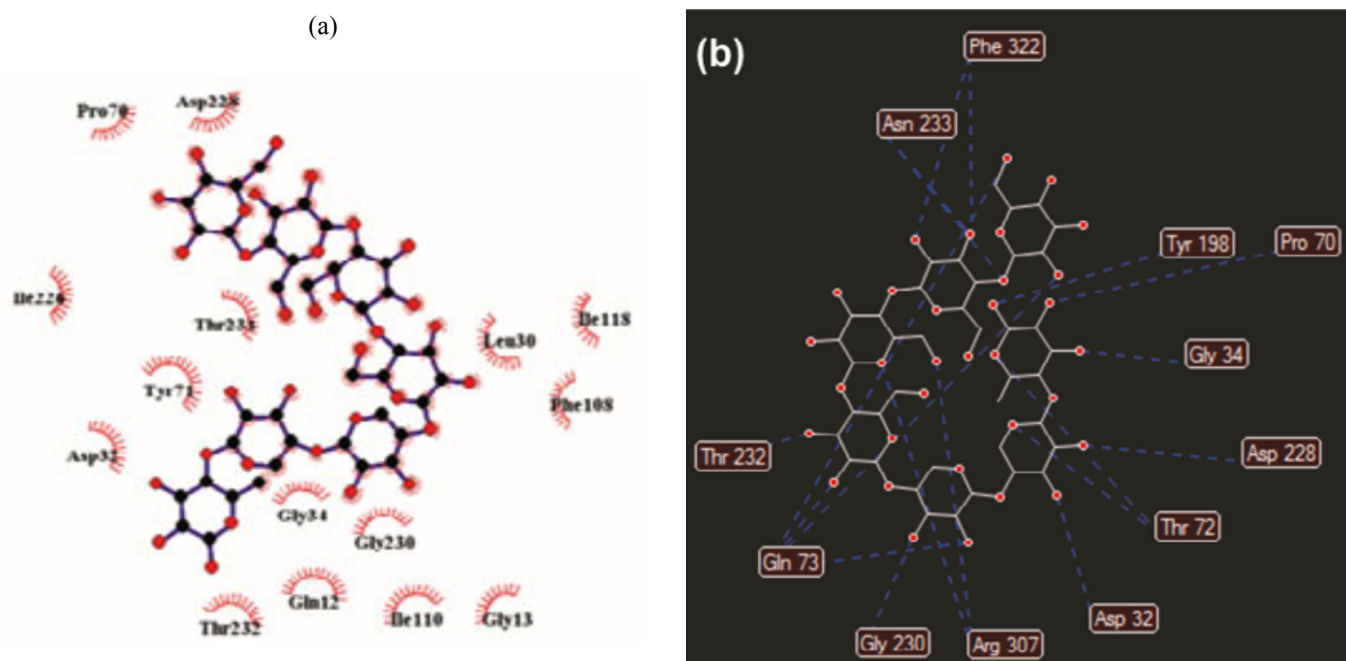 (a)
Pro70
Asp228
Ile226
Thr233
Leu30
Ile118
Tyr71
Phe108
Asp32
Gly34
Gly230
Thr232
Gln12
Ile110
Gly13
(b)
Phe 322
Asn 233
Tyr 198
Pro 70
Gly 34
Thr 232
Asp 228
Thr 72
Gln 73
Asp 32
Gly 230
Arg 307